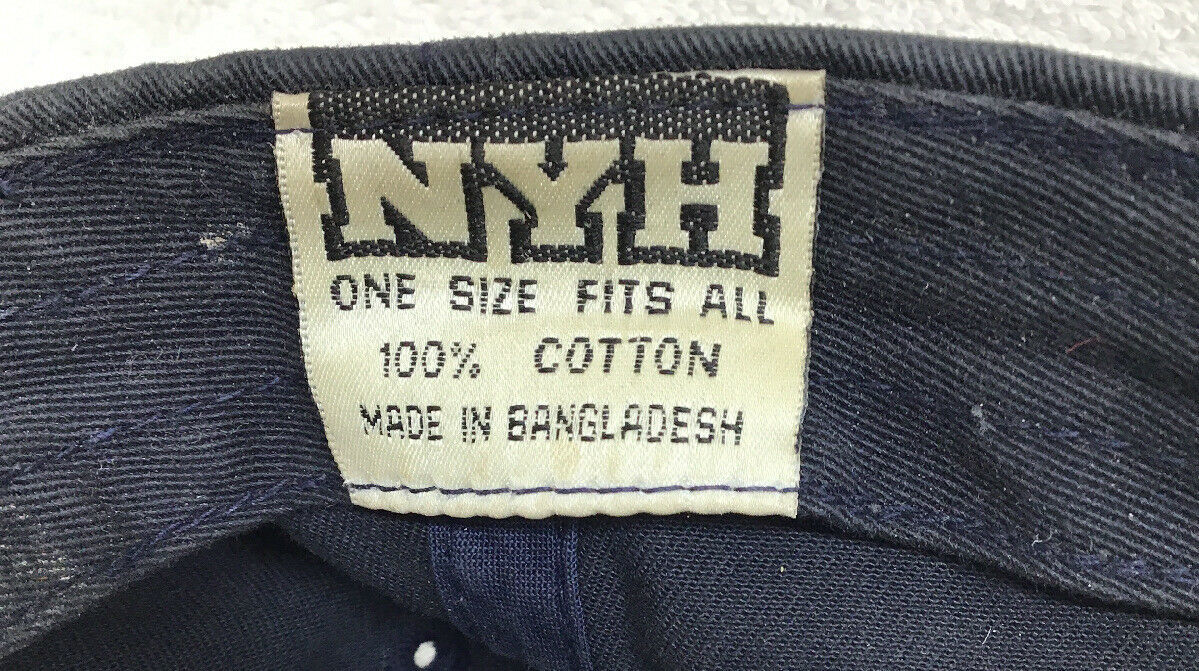 NYH
ONE SIZE FITS ALL
100% COTTON
MADE IN BANGLADESH